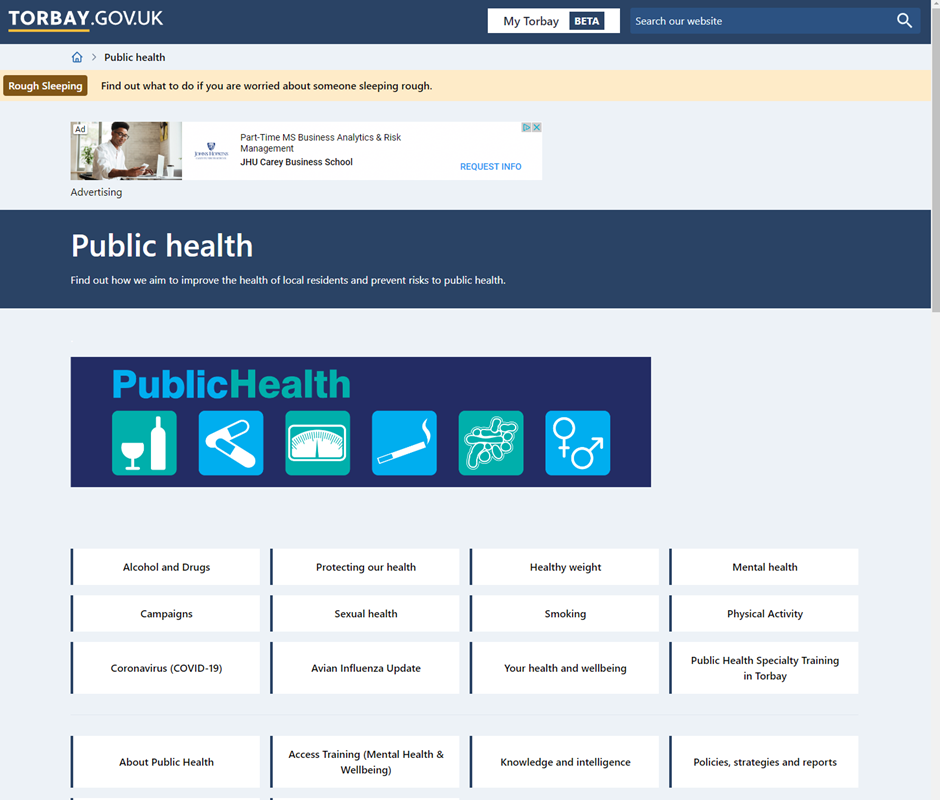 TORBAY.GOV.UK
My Torbay BETA
Search our website
Public health
Rough Sleeping Find out what to do if you are worried about someone sleeping rough.
Ad
Part-Time MS Business Analytics & Risk
Management
JHU Carey Business School
JOHNS HOPKINS
REQUEST INFO
Advertising
Public health
Find out how we aim to improve the health of local residents and prevent risks to public health.
PublicHealth
Alcohol and Drugs
Protecting our health
Healthy weight
Mental health
Campaigns
Sexual health
Smoking
Physical Activity
Coronavirus (COVID-19)
Avian Influenza Update
Your health and wellbeing
Public Health Specialty Training
in Torbay
About Public Health
Access Training (Mental Health &
Wellbeing)
Knowledge and intelligence
Policies, strategies and reports